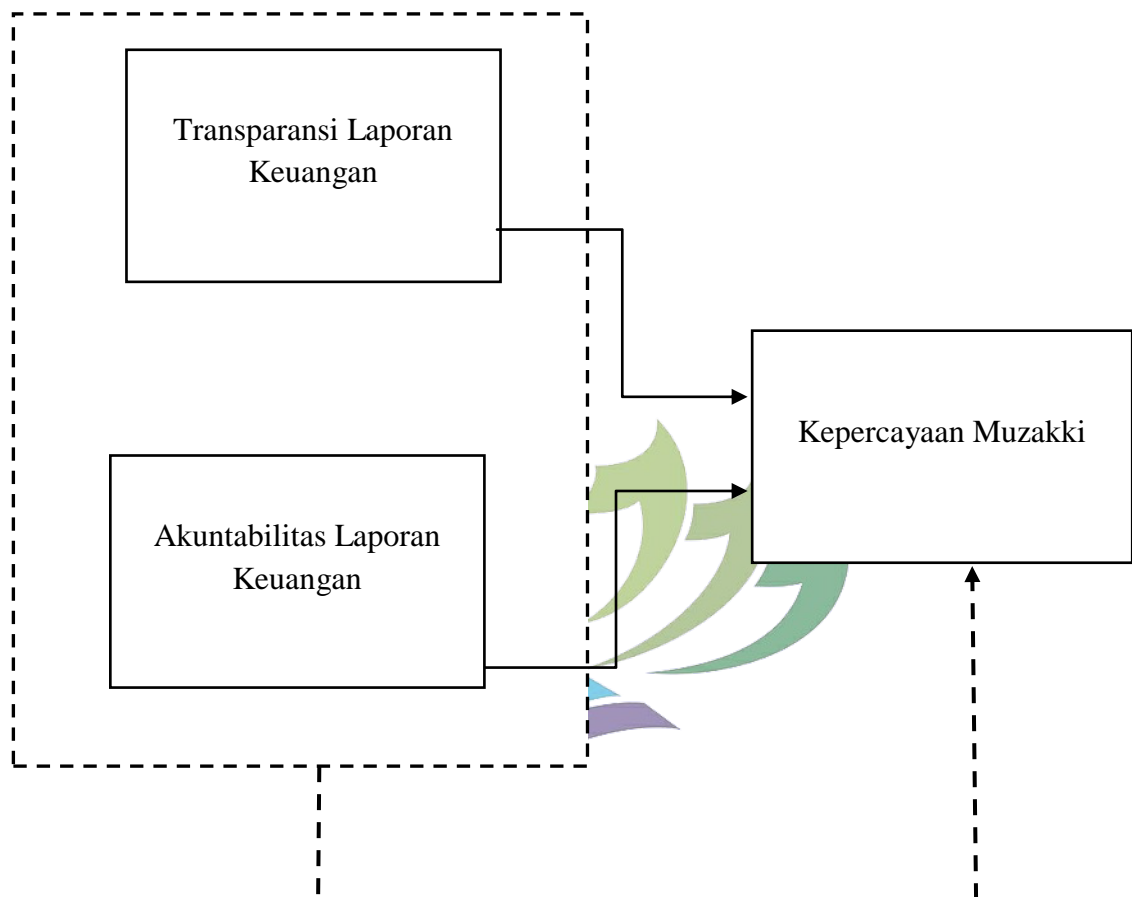 Transparansi Laporan
Keuangan
Kepercayaan Muzakki
Akuntabilitas Laporan
Keuangan